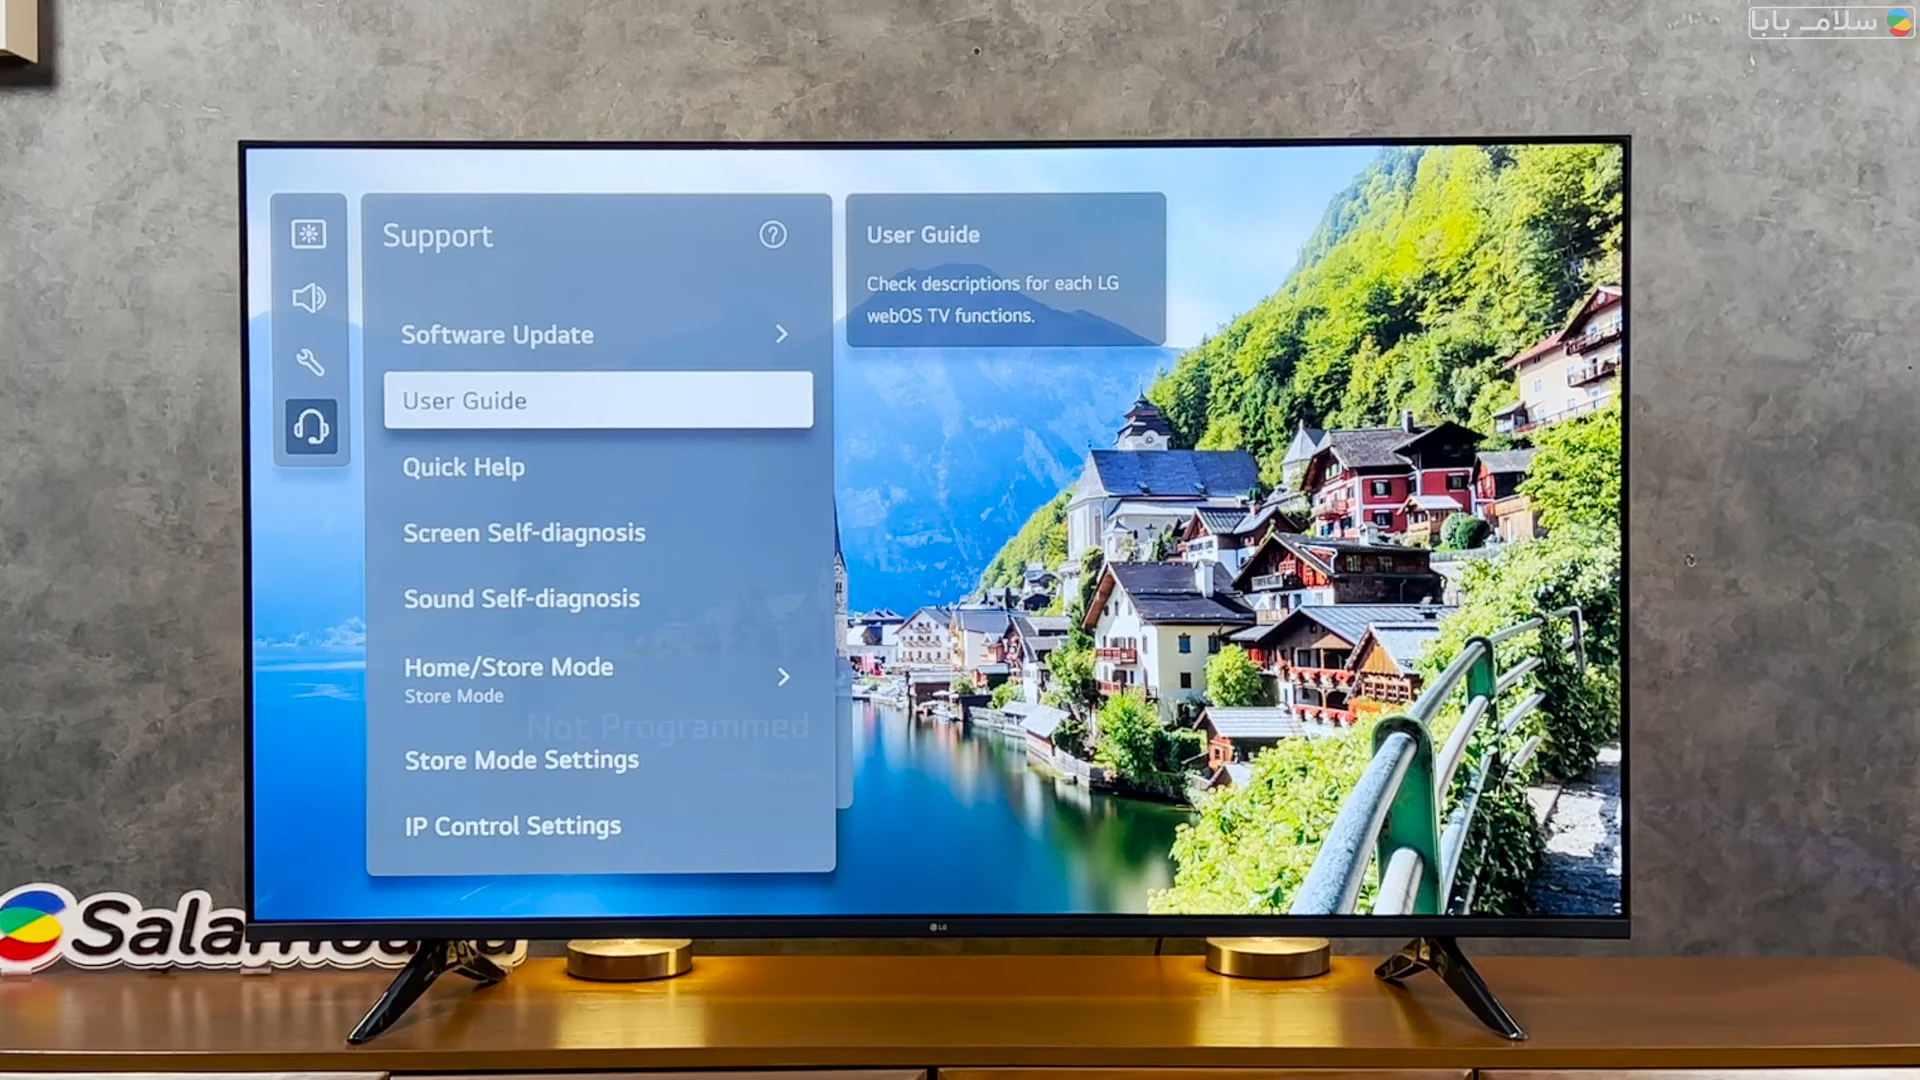 سلامـ بابا
Support
Software Update
User Guide
Quick Help
Screen Self-diagnosis
Sound Self-diagnosis
Home/Store Mode
Store Mode
Not Programmed
Store Mode Settings
IP Control Settings
User Guide
Check descriptions for each LG
webOS TV functions.
LG